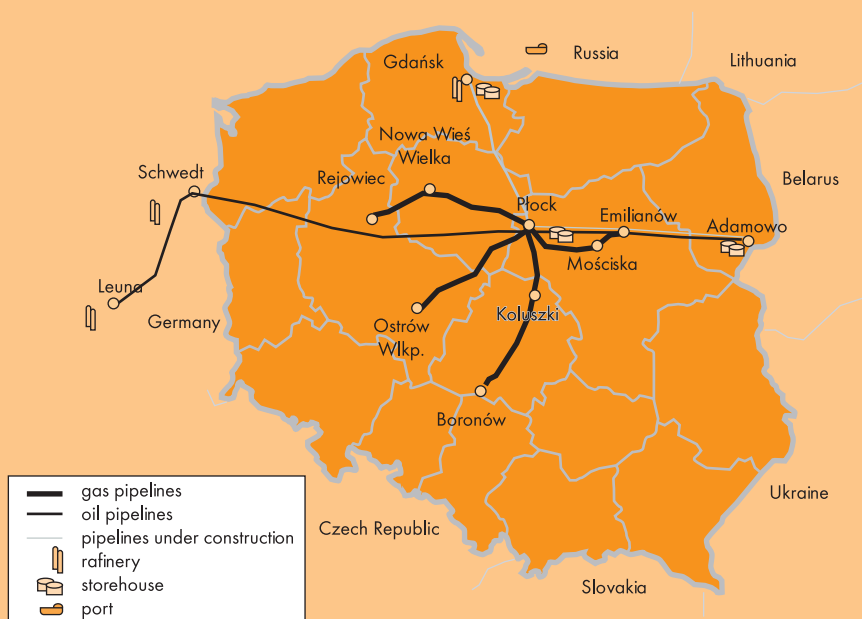 Russia
Lithuania
Gdańsk
Nowa Wieś
Wielka
Schwedt
Rejowiec
Belarus
Płock
Emilianów
Adamowo
Mościska
Leuna
Germany
Koluszki
Ostrów
Wlkp.
Boronów
Ukraine
Czech Republic
Slovakia
gas pipelines
oil pipelines
pipelines under construction
rafinery
storehouse
port